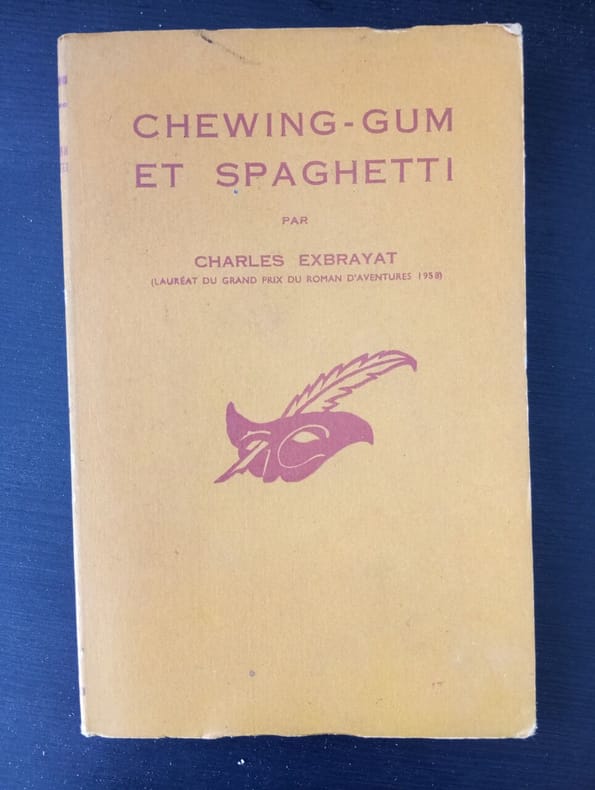 CHEWING-GUM
ET SPAGHETTI
PAR
CHARLES EXBRAYAT
(LAURÉAT DU GRAND PRIX DU ROMAN D'AVENTURES 1958)